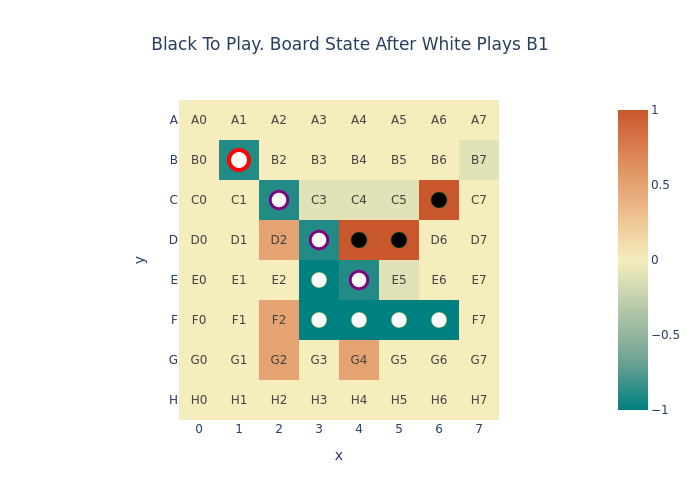 Black To Play. Board State After White Plays B1
A A0 A1 A2 A3 A4 A5 A6 A7
B B0 B2 B3 B4 B5 B6 B7
C C0 C1 C3 C4 C5 C7
D D0 D1 D2 D6 D7
E E0 E1 E2 E5 E6 E7
F F0 F1 F2 F7
G G0 G1 G2 G3 G4 G5 G6 G7
H H0 H1 H2 H3 H4 H5 H6 H7
0 1 2 3 4 5 6 7
x
y
1
0.5
0
−0.5
−1